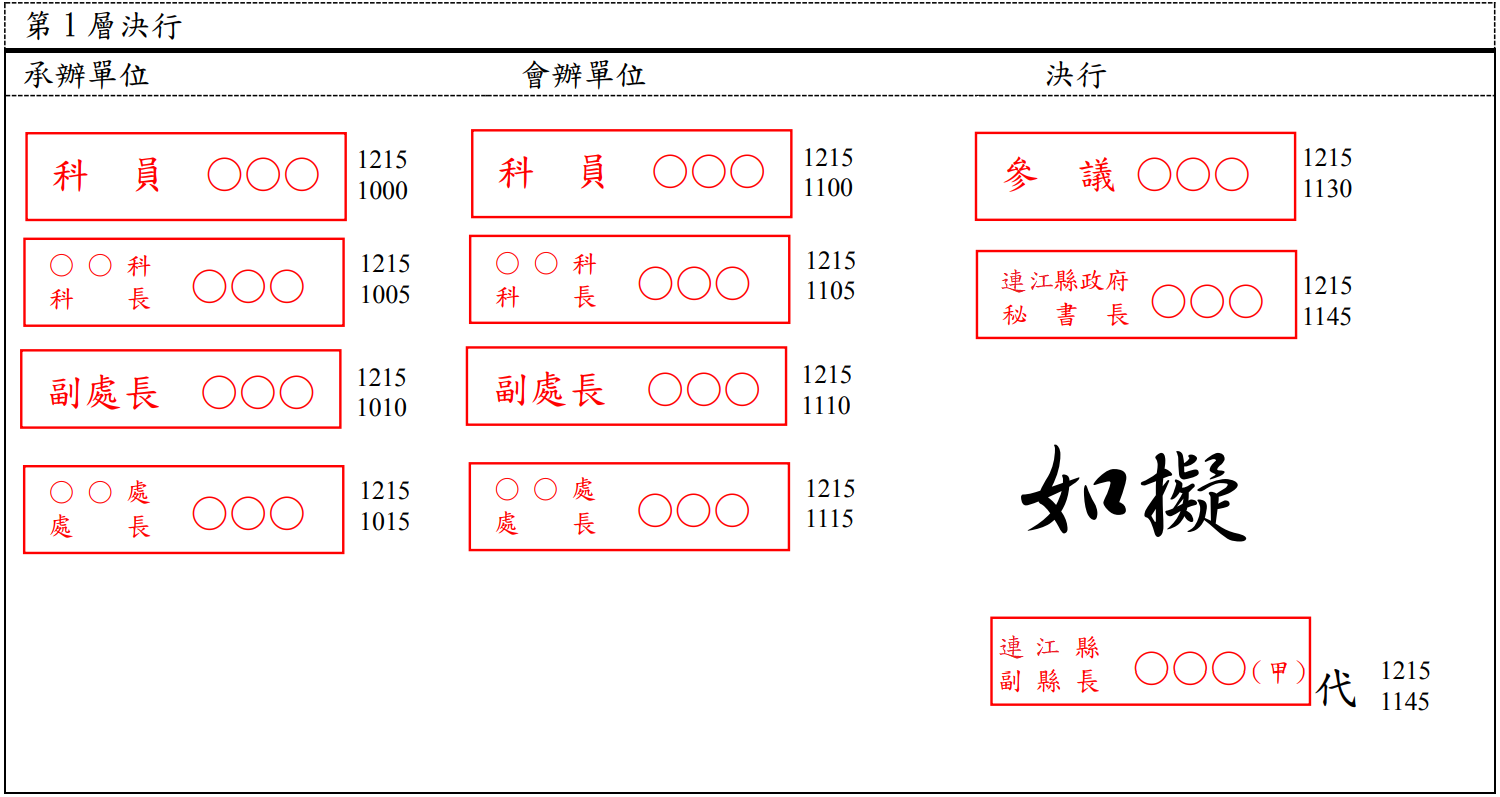 第1層決行
承辦單位 會辦單位 決行
科 員 ○○○ 1215 1000
○○科 科長 ○○○ 1215 1005
副處長 ○○○ 1215 1010
○○處 處長 ○○○ 1215 1015
科 員 ○○○ 1215 1100
○○科 科長 ○○○ 1215 1105
副處長 ○○○ 1215 1110
○○處 處長 ○○○ 1215 1115
參 議 ○○○ 1215 1130
連江縣政府 秘書長 ○○○ 1215 1145
如擬
連江縣 副縣長 ○○○(甲) 代 1215 1145